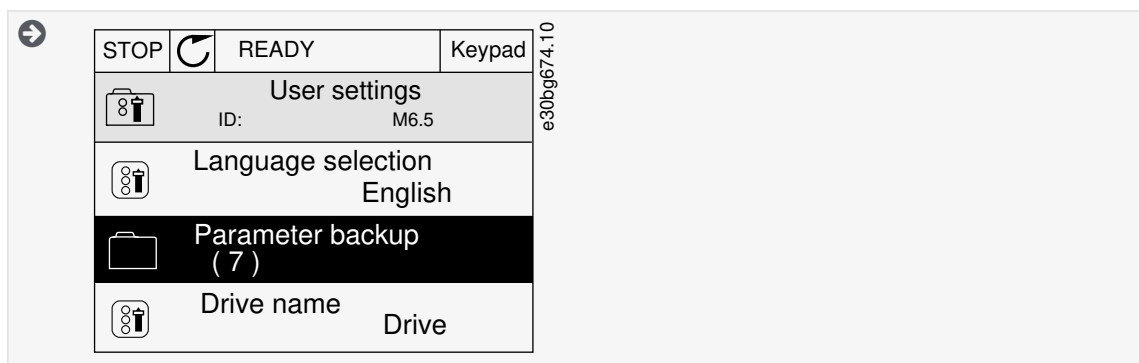 STOP READY Keypad
User settings
ID: M6.5
Language selection
English
Parameter backup
( 7 )
Drive name
Drive
e30bg674.10